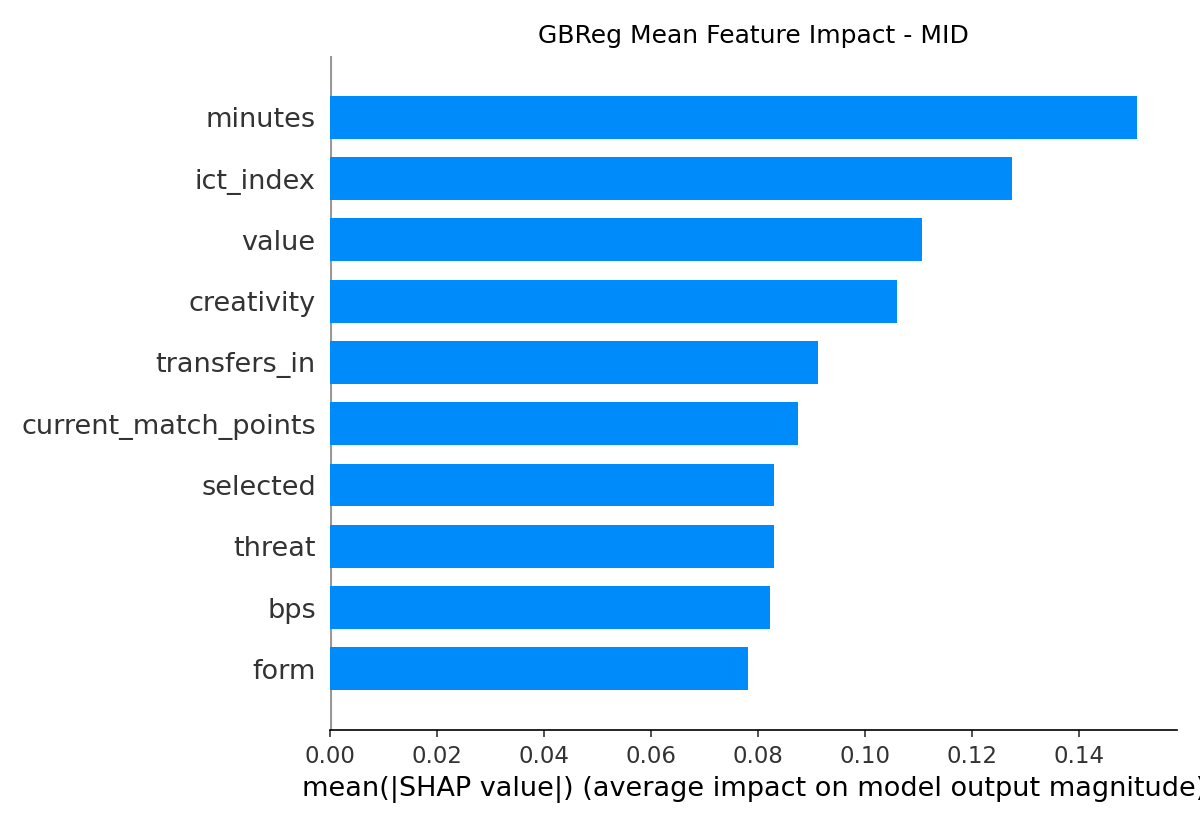 GBReg Mean Feature Impact - MID
minutes
ict_index
value
creativity
transfers_in
current_match_points
selected
threat
bps
form
0.00 0.02 0.04 0.06 0.08 0.10 0.12 0.14
mean(|SHAP value|) (average impact on model output magnitude)